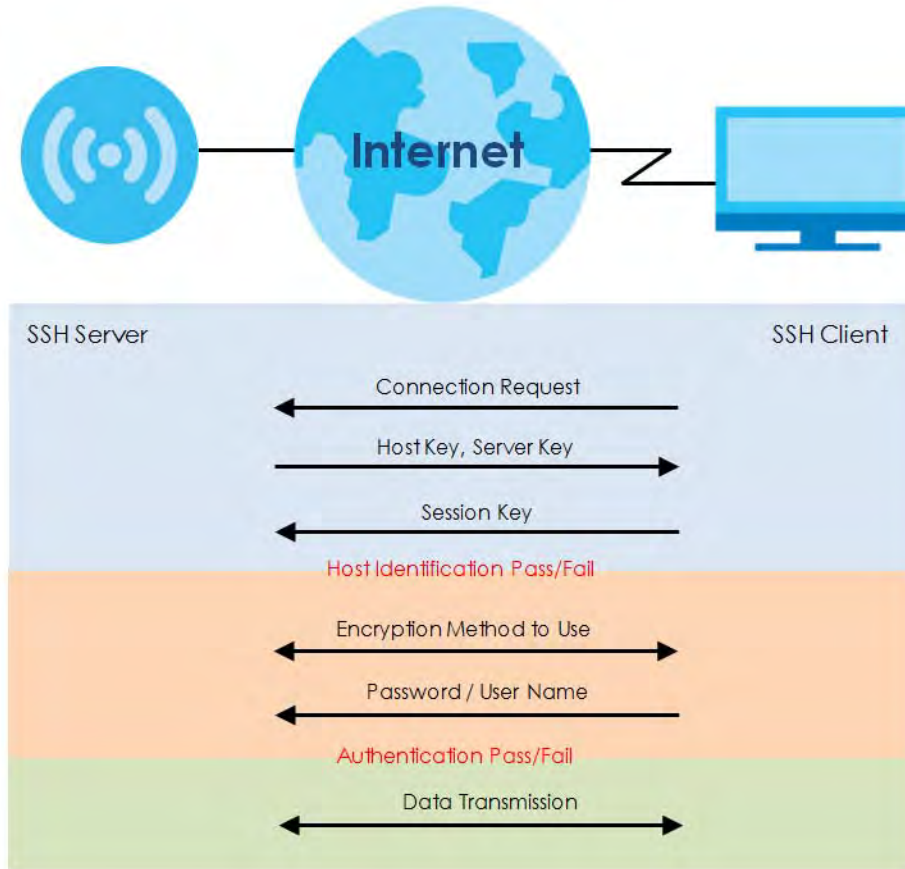 Internet
SSH Server
SSH Client
Connection Request
Host Key, Server Key
Session Key
Host Identification Pass/Fail
Encryption Method to Use
Password / User Name
Authentication Pass/Fail
Data Transmission